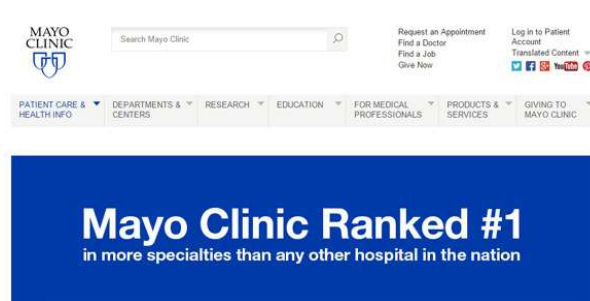 MAYO
CLINIC
Search Mayo Clinic
Request an Appointment
Find a Doctor
Find a Job
Give Now
Log in to Patient
Account
Translated Content
YouTube
PATIENT CARE &
HEALTH INFO
DEPARTMENTS &
CENTERS
RESEARCH
EDUCATION
FOR MEDICAL
PROFESSIONALS
PRODUCTS &
SERVICES
GIVING TO
MAYO CLINIC
Mayo Clinic Ranked #1
in more specialties than any other hospital in the nation